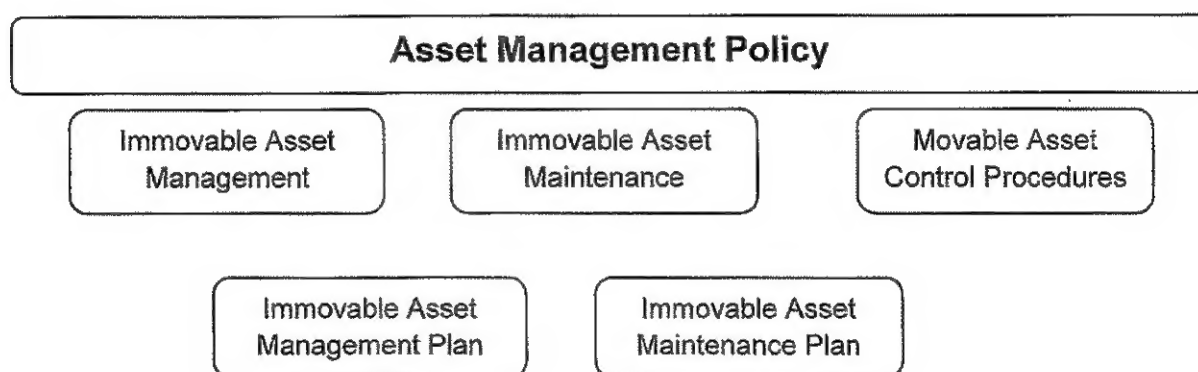 Asset Management Policy
Immovable Asset
Management
Immovable Asset
Maintenance
Movable Asset
Control Procedures
Immovable Asset
Management Plan
Immovable Asset
Maintenance Plan